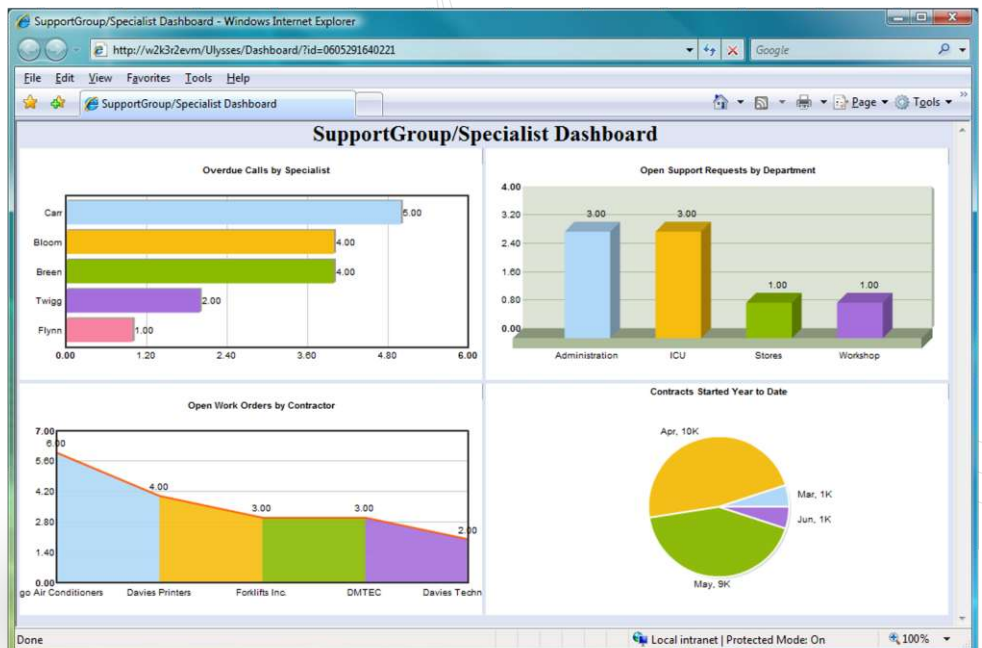 SupportGroup/Specialist Dashboard - Windows Internet Explorer
http://w2k3r2evm/Ulysses/Dashboard/?id=0605291640221
Google
File Edit View Favorites Tools Help
SupportGroup/Specialist Dashboard
Page Tools
SupportGroup/Specialist Dashboard
Overdue Calls by Specialist
Carr 5.00
Bloom 4.00
Breen 4.00
Twigg 2.00
Flynn 1.00
0.00 1.20 2.40 3.60 4.80 6.00
Open Support Requests by Department
4.00
3.20
2.40
1.60
0.80
0.00
3.00 3.00 1.00 1.00
Administration ICU Stores Workshop
Open Work Orders by Contractor
7.00
5.60
4.20
2.80
1.40
0.00
6.00 4.00 3.00 3.00 2.00
go Air Conditioners Davies Printers Forklifts Inc. DMTEC Davies Techn
Contracts Started Year to Date
Apr, 10K
Mar, 1K
Jun, 1K
May, 9K
Done Local intranet | Protected Mode: On 100%